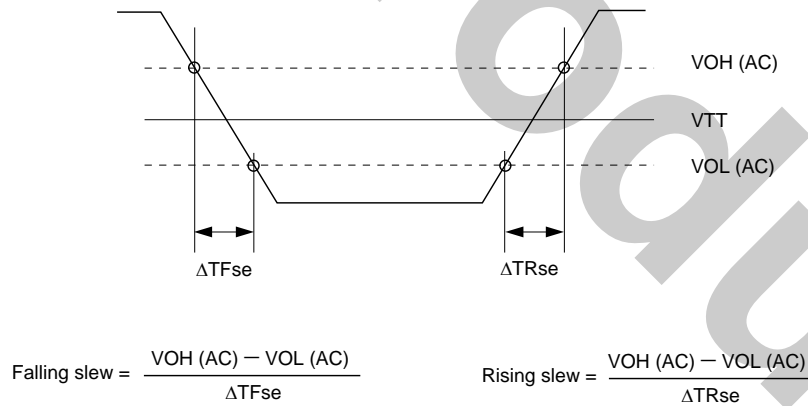 VOH (AC)
VTT
VOL (AC)
ΔTFse
ΔTRse
Falling slew = VOH (AC) − VOL (AC) / ΔTFse
Rising slew = VOH (AC) − VOL (AC) / ΔTRse